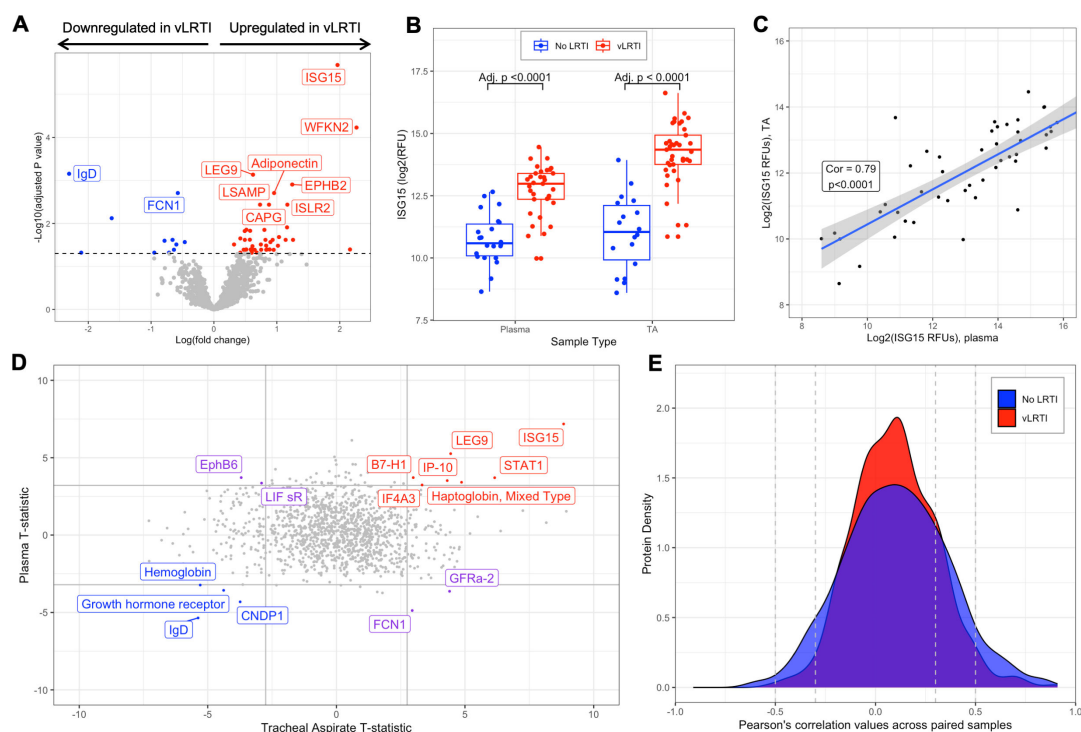 A
Downregulated in vLRTI
Upregulated in vLRTI
ISG15
WFKN2
IgD
LEG9
Adiponectin
LSAMP
EPHB2
FCN1
ISLR2
CAPG
-Log10(adjusted P value)
4
2
0
-2
-1
0
1
2
Log(fold change)
B
No LRTI
vLRTI
Adj. p <0.0001
Adj. p < 0.0001
ISG15 (log2(RFU)
17.5
15.0
12.5
10.0
7.5
Plasma
TA
Sample Type
C
Cor = 0.79
p<0.0001
Log2(ISG15 RFUs), TA
16
14
12
10
8
8
10
12
14
16
Log2(ISG15 RFUs), plasma
D
ISG15
LEG9
EphB6
B7-H1
IP-10
STAT1
LIF sR
IF4A3
Haptoglobin, Mixed Type
Hemoglobin
GFRa-2
Growth hormone receptor
CNDP1
IgD
FCN1
Plasma T-statistic
10
5
0
-5
-10
-10
-5
0
5
10
Tracheal Aspirate T-statistic
E
No LRTI
vLRTI
Protein Density
2.0
1.5
1.0
0.5
0.0
-1.0
-0.5
0.0
0.5
1.0
Pearson's correlation values across paired samples